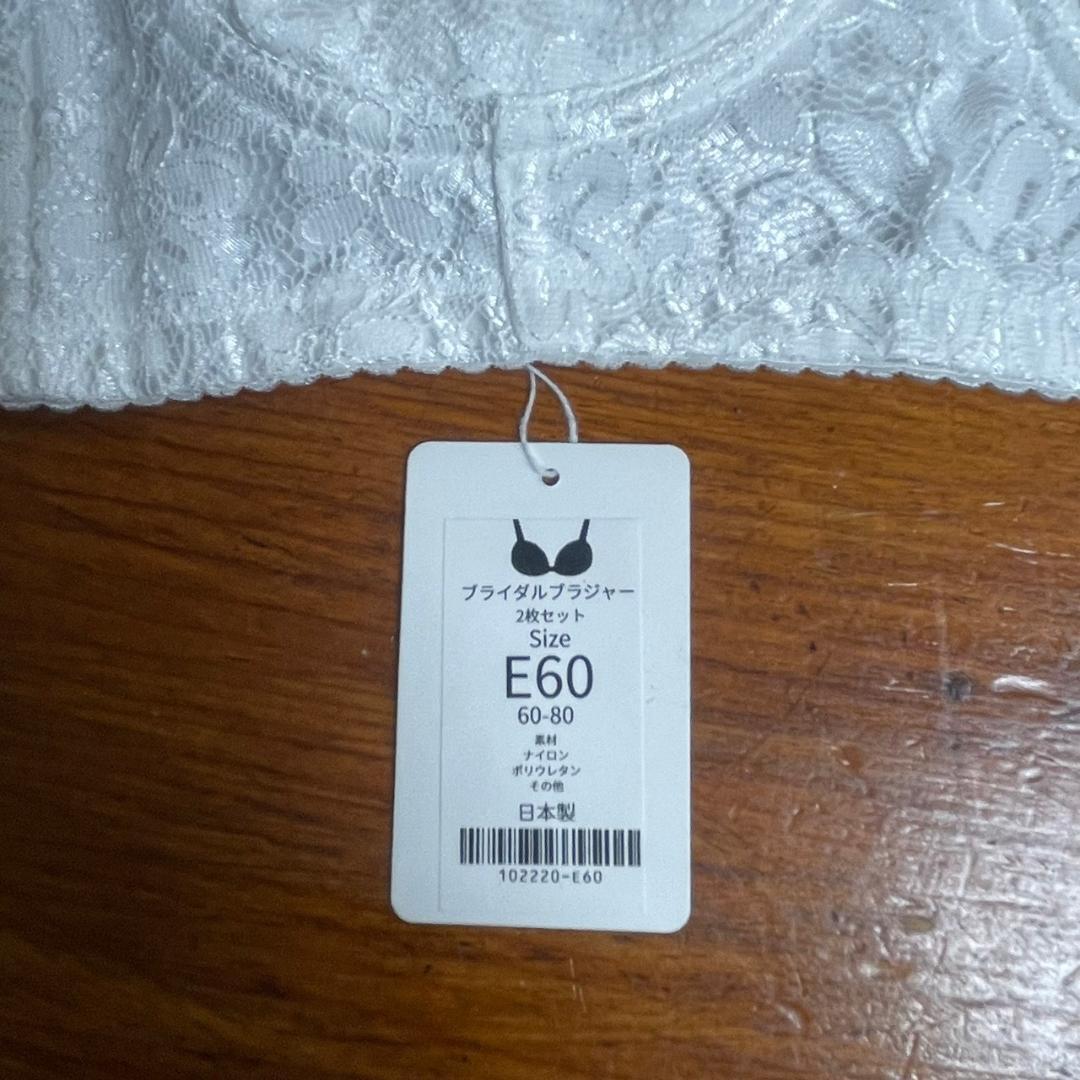 ブライダルブラジャー
2枚セット
Size
E60
60-80
素材
ナイロン
ポリウレタン
その他
日本製
102220-E60